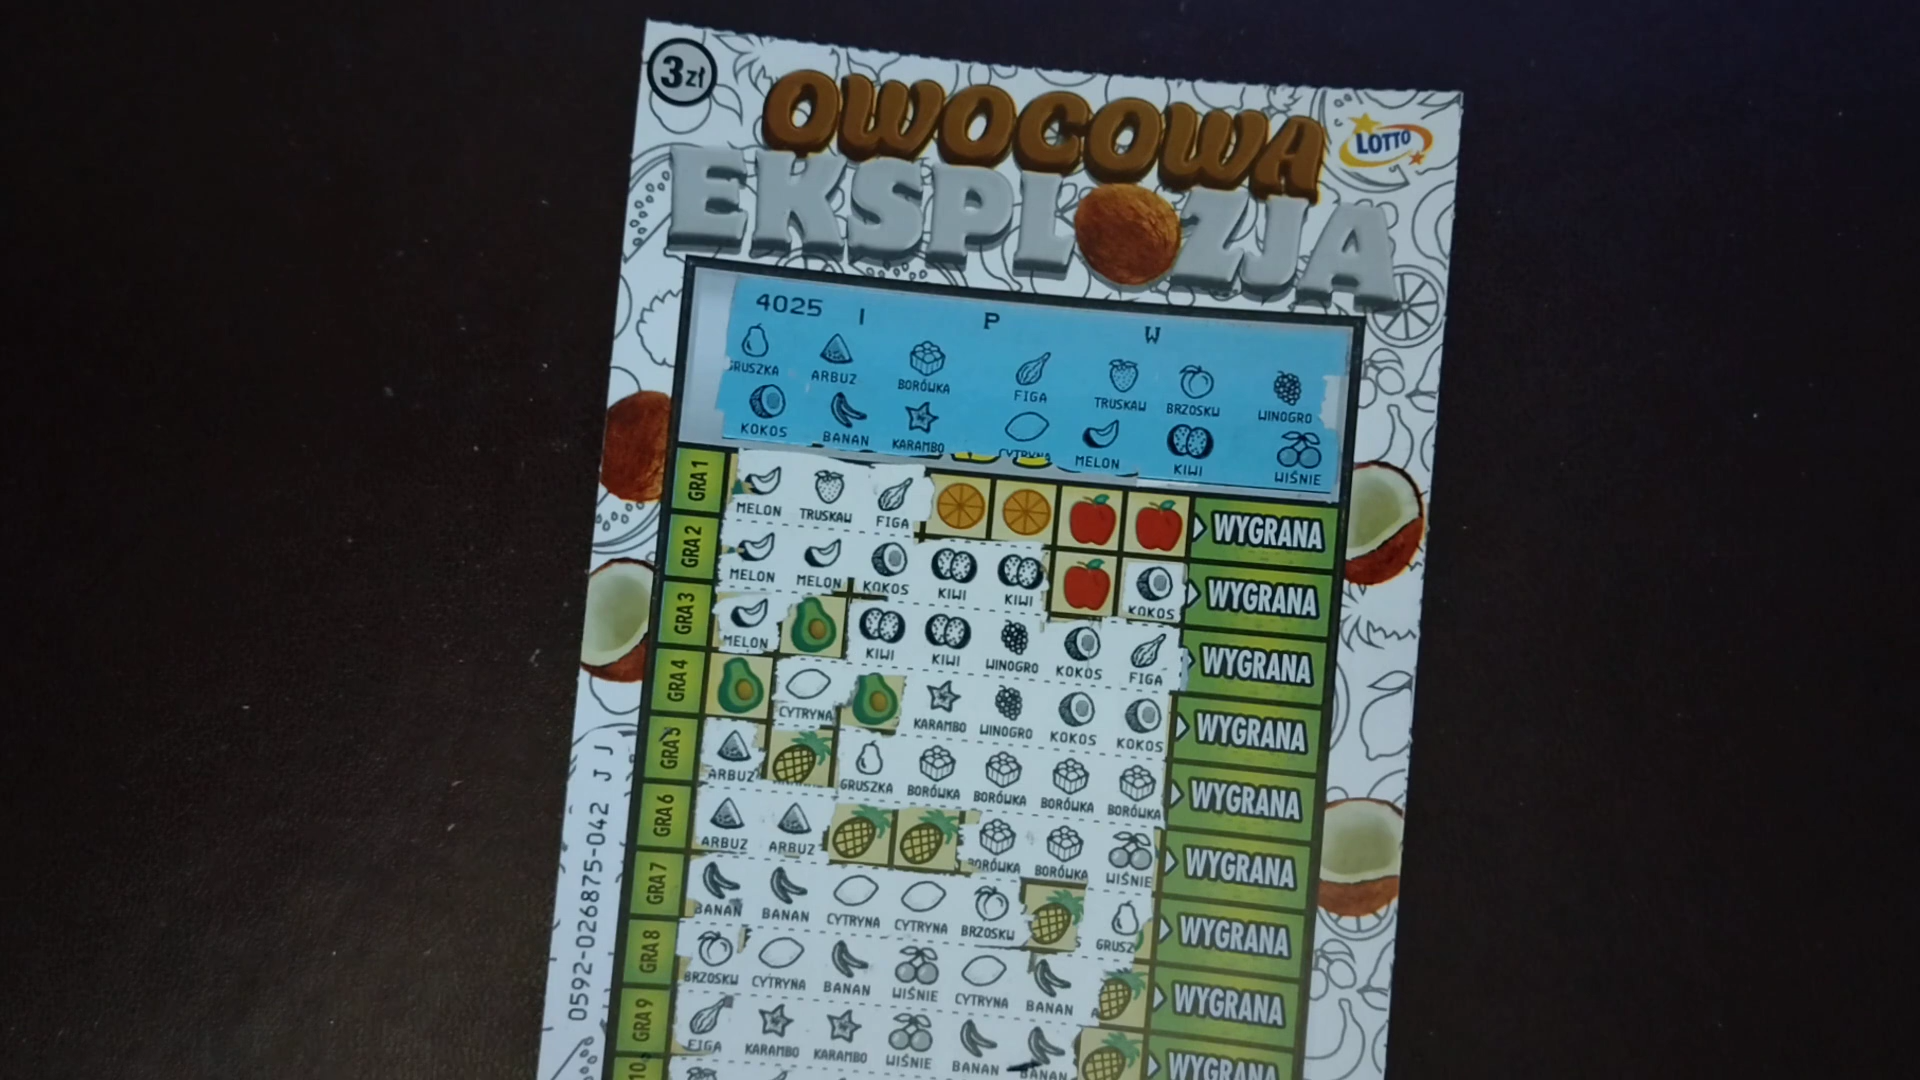 3 zł
OWOCOWA
LOTTO
EKSPLOZJA
4025 I P W
GRUSZKA ARBUZ BORÓWKA FIGA TRUSKAW BRZOSKW WINOGRO
KOKOS BANAN KARAMBO CYTRYNA MELON KIWI WIŚNIE
GRA 1 MELON TRUSKAW FIGA WYGRANA
GRA 2 MELON MELON KOKOS KIWI KIWI KOKOS WYGRANA
GRA 3 MELON KIWI KIWI WINOGRO KOKOS FIGA WYGRANA
GRA 4 CYTRYNA KARAMBO WINOGRO KOKOS KOKOS WYGRANA
GRA 5 ARBUZ GRUSZKA BORÓWKA BORÓWKA BORÓWKA BORÓWKA WYGRANA
GRA 6 ARBUZ ARBUZ BORÓWKA BORÓWKA WIŚNIE WYGRANA
GRA 7 BANAN BANAN CYTRYNA CYTRYNA BRZOSKW GRUSZ WYGRANA
GRA 8 BRZOSKW CYTRYNA BANAN WIŚNIE CYTRYNA BANAN WYGRANA
GRA 9 FIGA KARAMBO KARAMBO WIŚNIE BANAN BANAN WYGRANA
10
0592-026875-042 J J